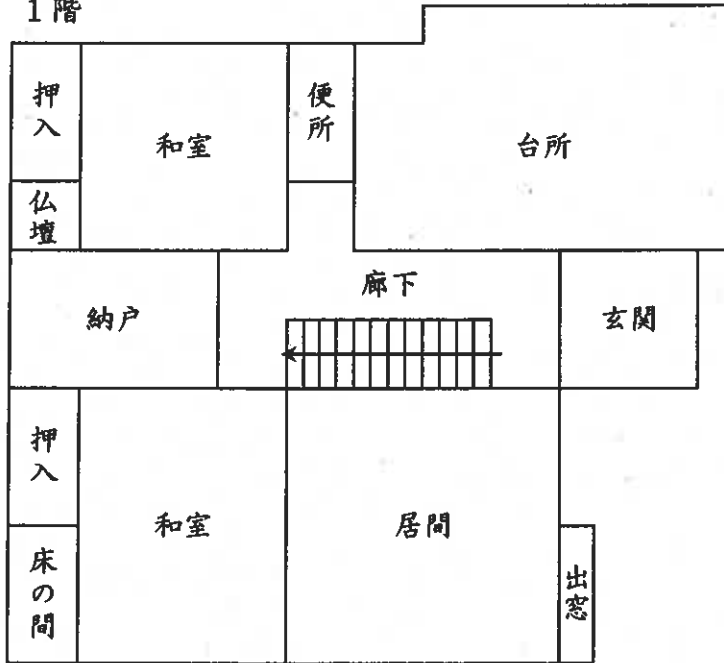 1階
押入
和室
便所
台所
仏壇
納戸
廊下
玄関
押入
和室
居間
床の間
出窓